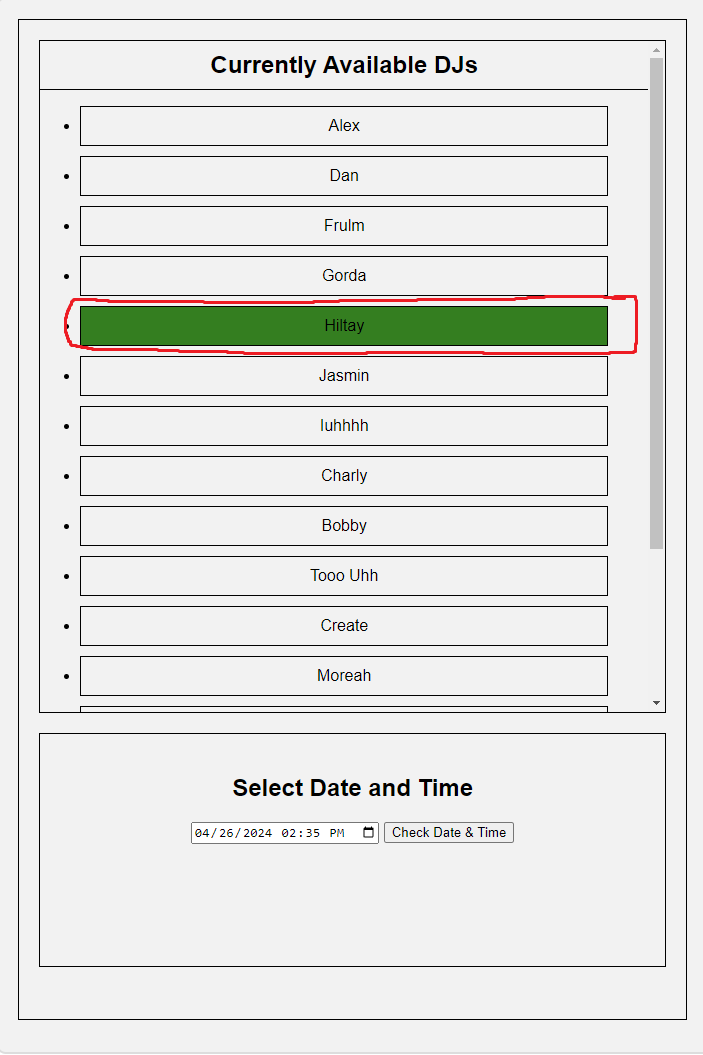 Currently Available DJs
Alex
Dan
Frulm
Gorda
Hiltay
Jasmin
Iuhhhh
Charly
Bobby
Tooo Uhh
Create
Moreah
Select Date and Time
04/26/2024 02:35 PM Check Date & Time